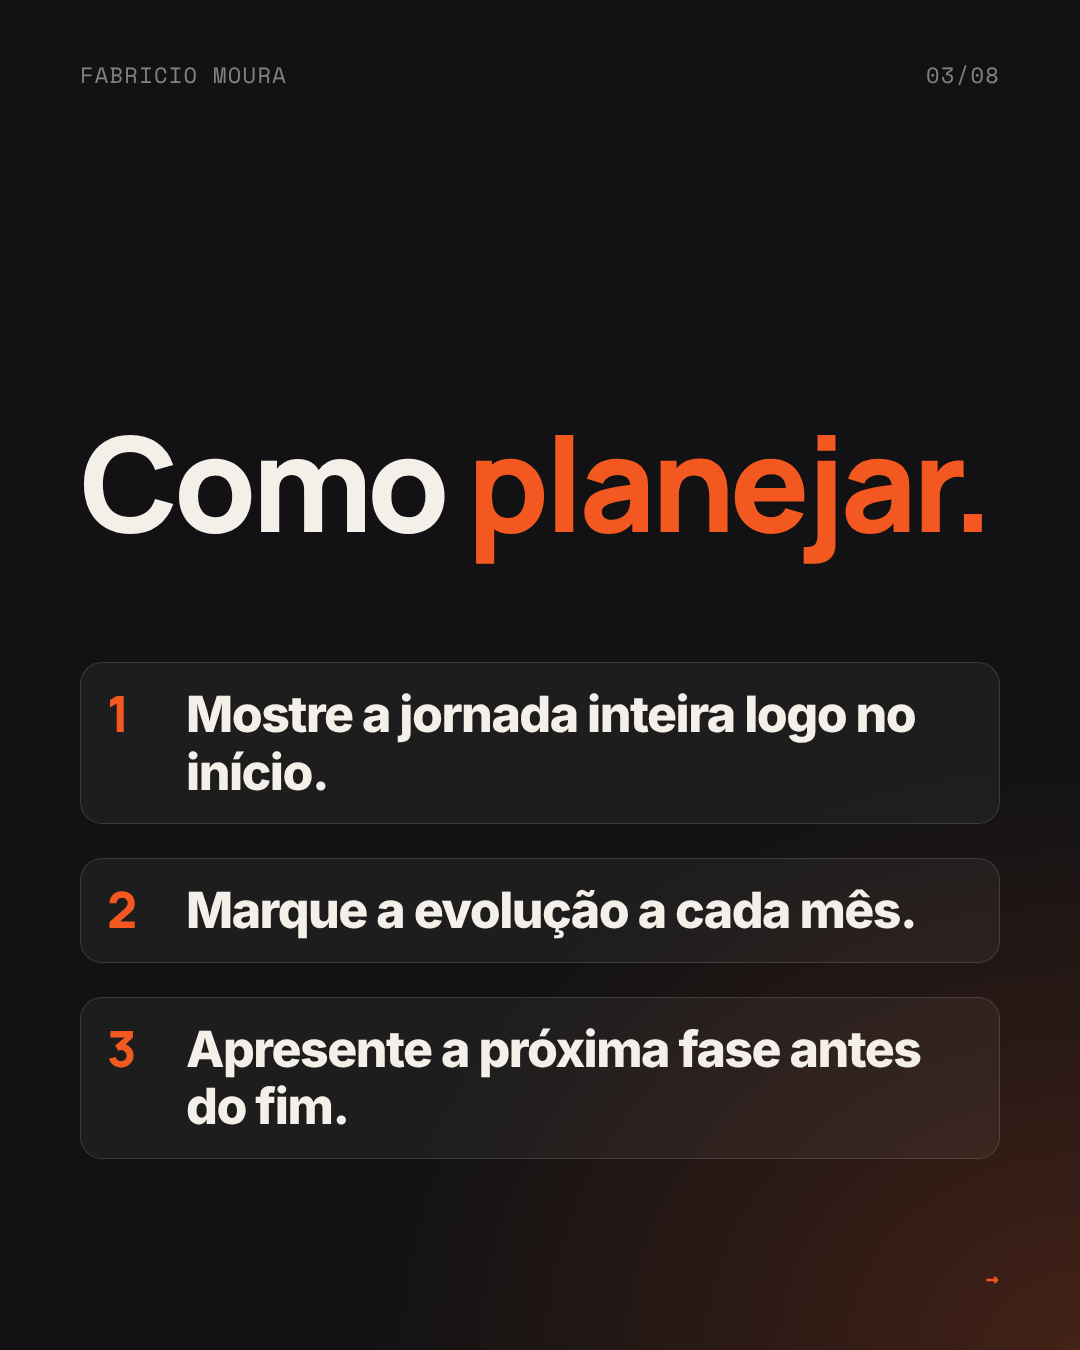 FABRICIO MOURA
03/08
Como planejar.
1 Mostre a jornada inteira logo no
início.
2 Marque a evolução a cada mês.
3 Apresente a próxima fase antes
do fim.
→